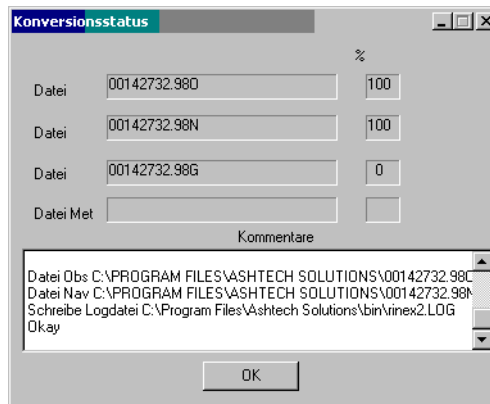 Konversionsstatus
%
Datei 00142732.98O 100
Datei 00142732.98N 100
Datei 00142732.98G 0
Datei Met
Kommentare
Datei Obs C:\PROGRAM FILES\ASHTECH SOLUTIONS\00142732.98O
Datei Nav C:\PROGRAM FILES\ASHTECH SOLUTIONS\00142732.98N
Schreibe Logdatei C:\Program Files\Ashtech Solutions\bin\rinex2.LOG
Okay
OK